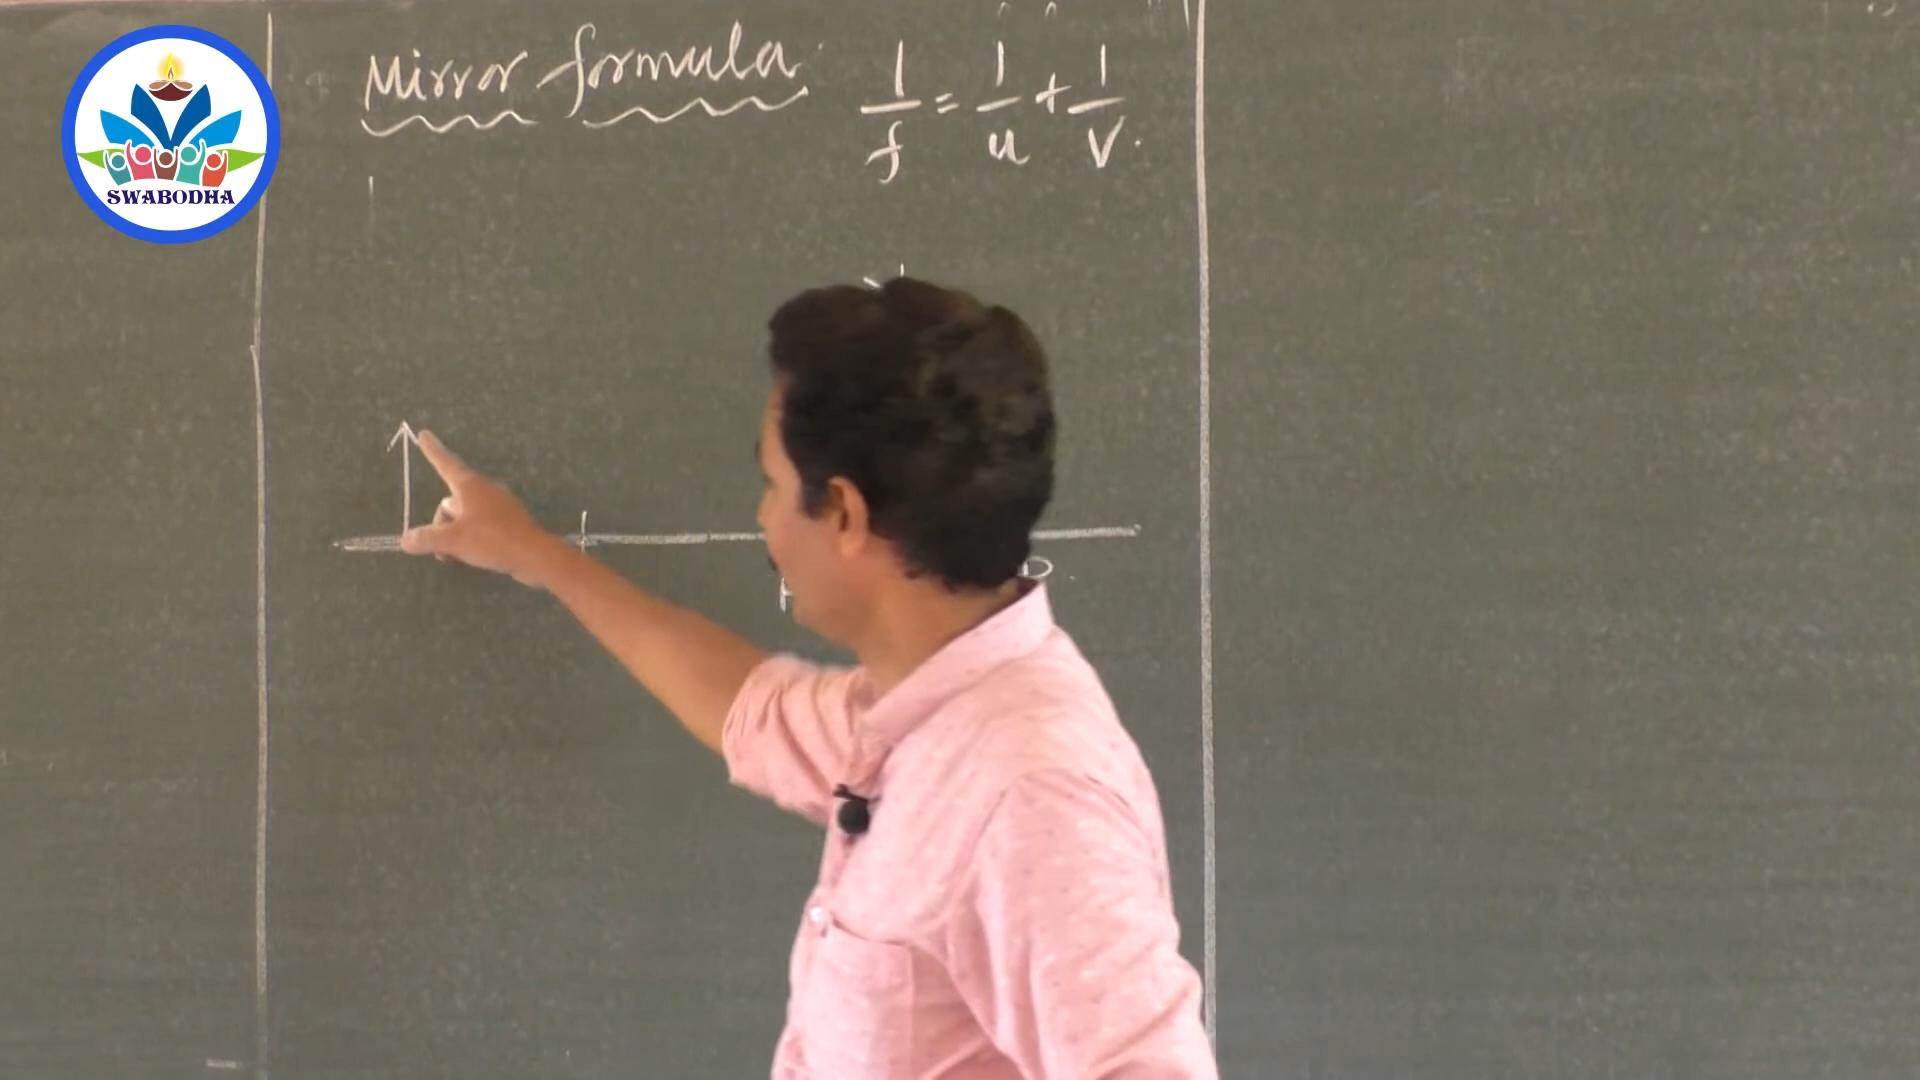 SWABODHA
Mirror formula 1/f = 1/u + 1/v.
P